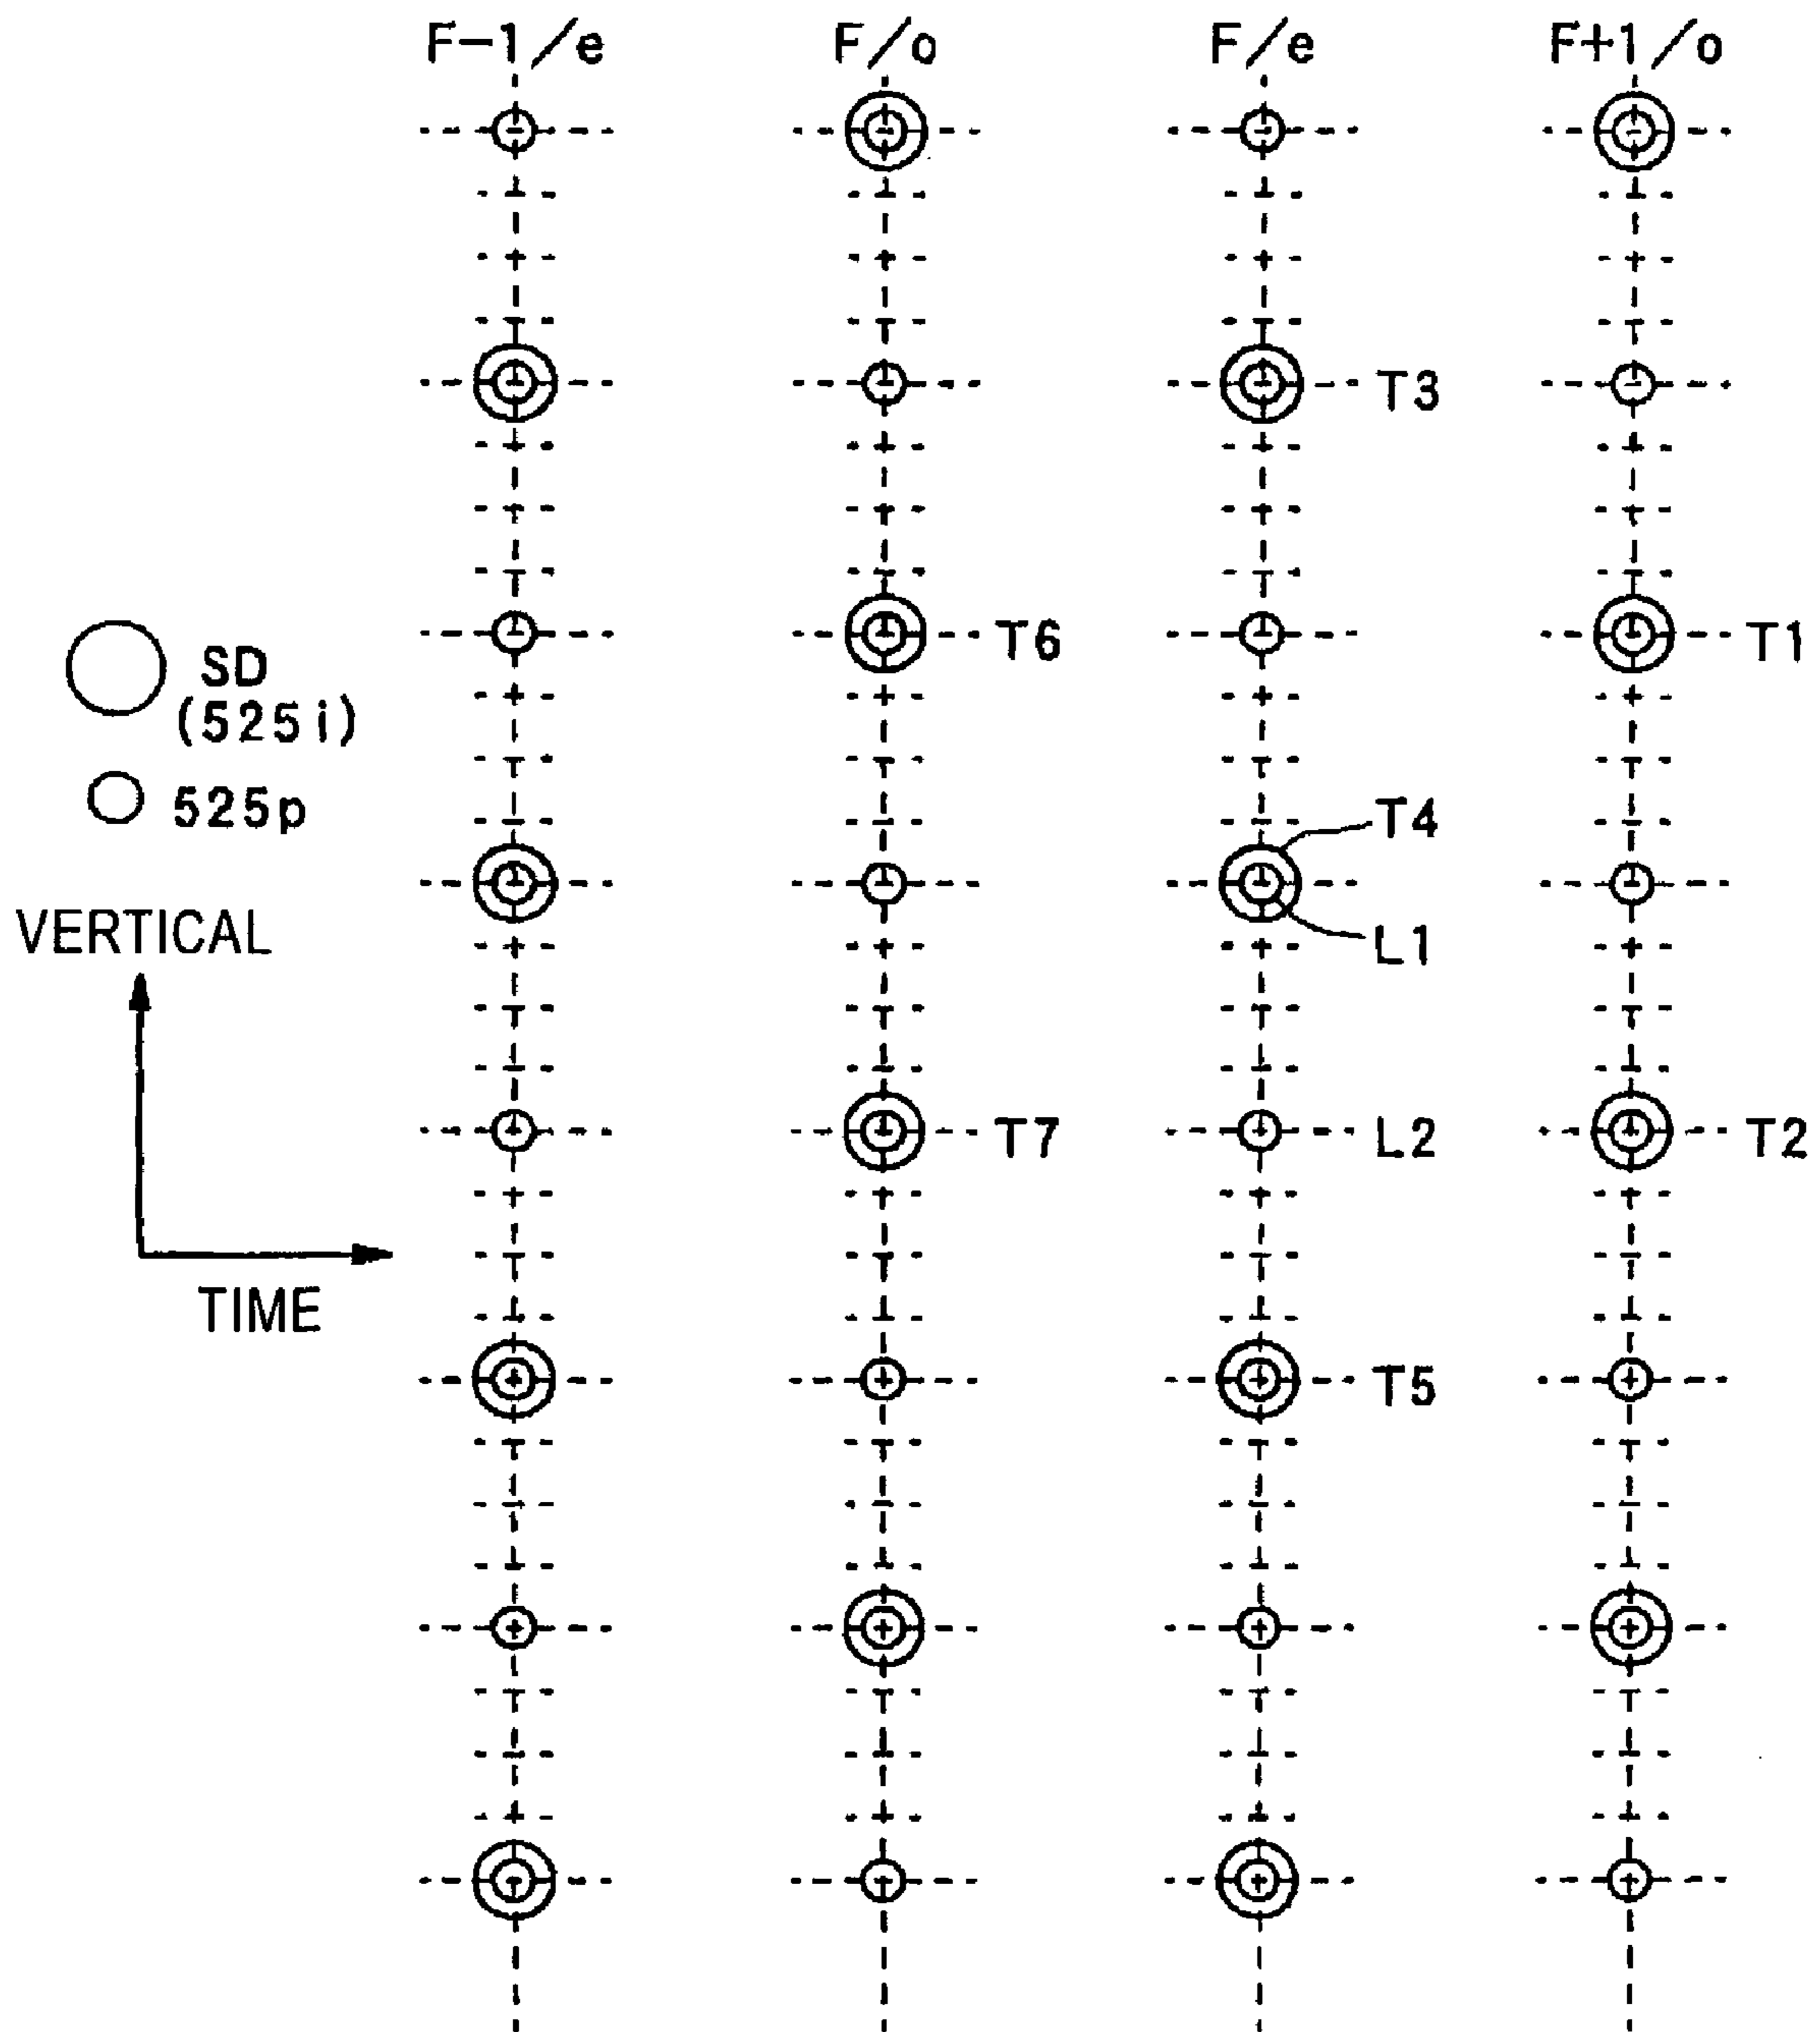 F-1/e F/o F/e F+1/o
T3
T6 T1
SD
(525i)
525p
T4
L1
VERTICAL
T7 L2 T2
TIME
T5